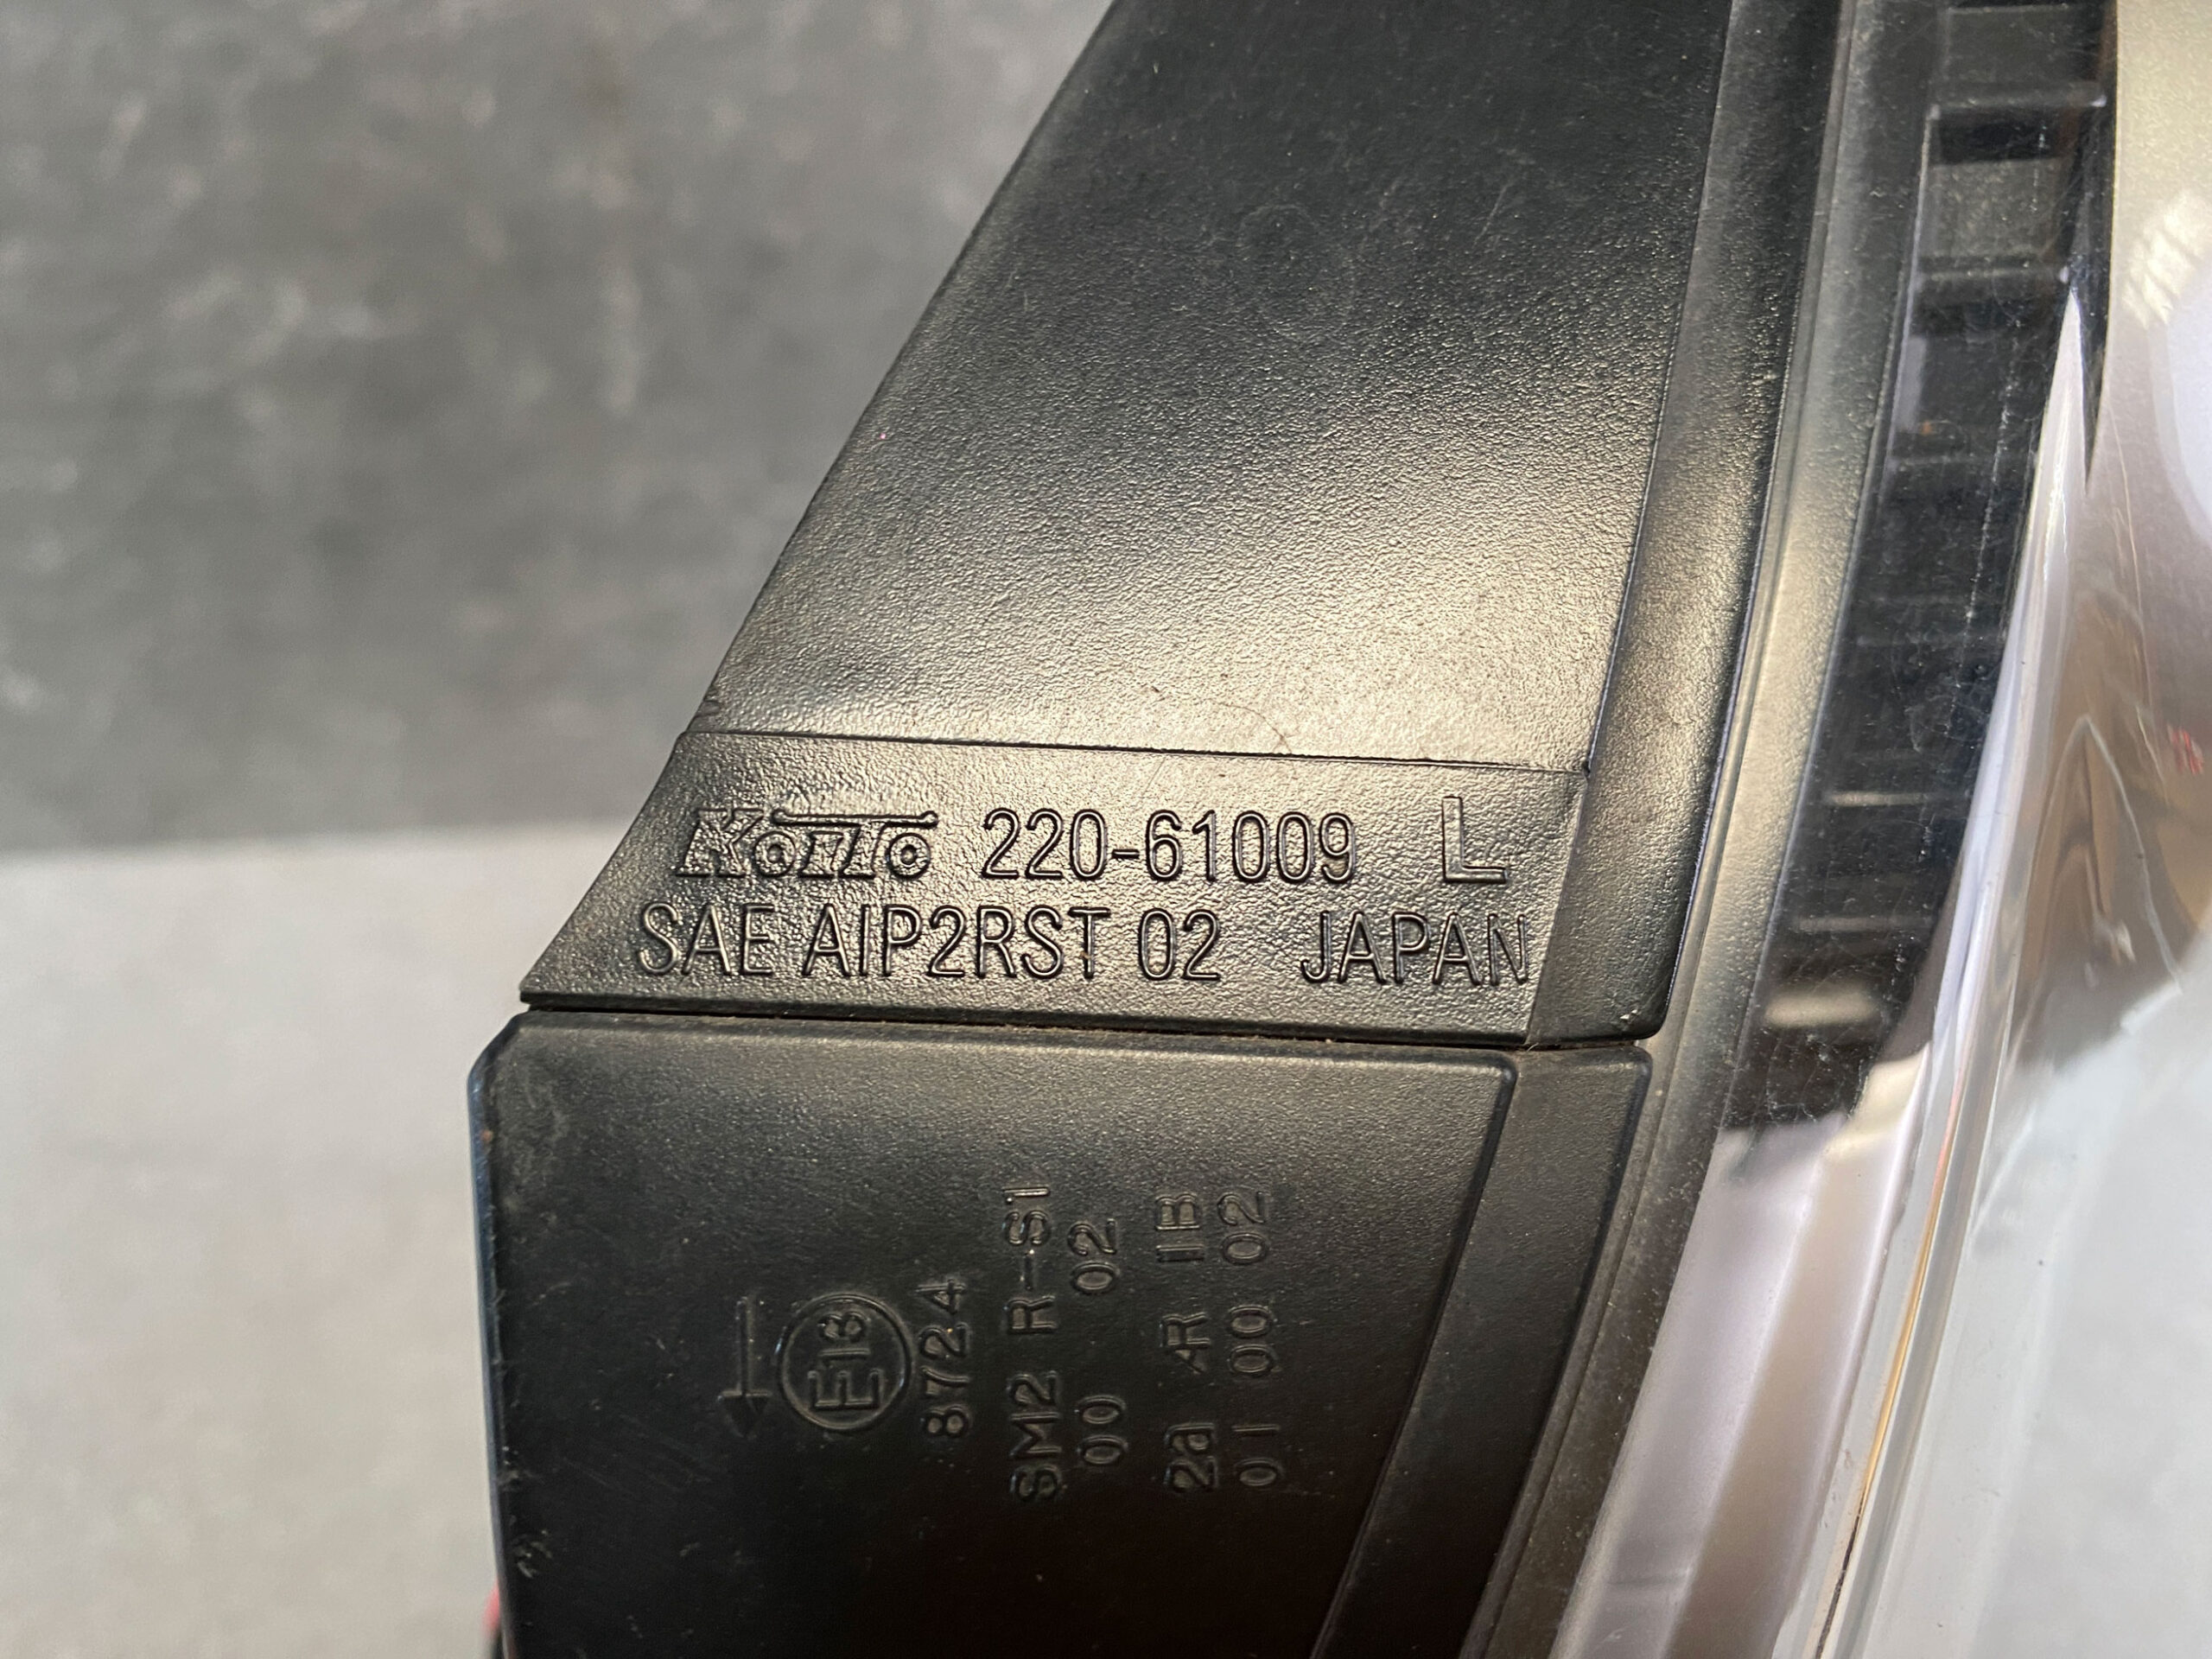 KOITO 220-61009 L
SAE AIP2RST 02 JAPAN
E13
8724
SM2 R-S1
00 02
2a AR IB
01 00 02